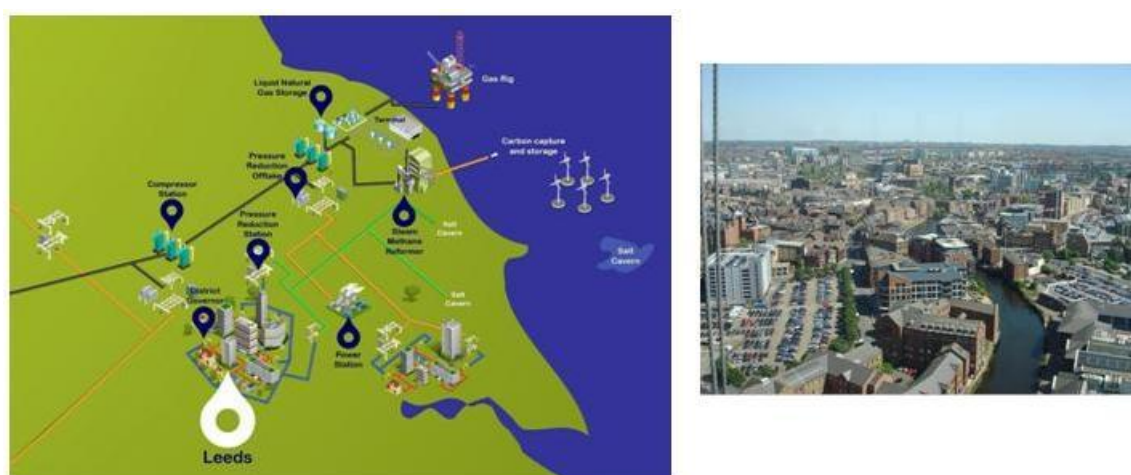 Gas Rig
Liquid Natural
Gas Storage
Terminal
Carbon capture
and storage
Pressure
Reduction
Offtake
Compressor
Station
Pressure
Reduction
Station
Steam
Methane
Reformer
Salt
Cavern
Salt
Cavern
District
Governor
Salt
Cavern
Power
Station
Leeds